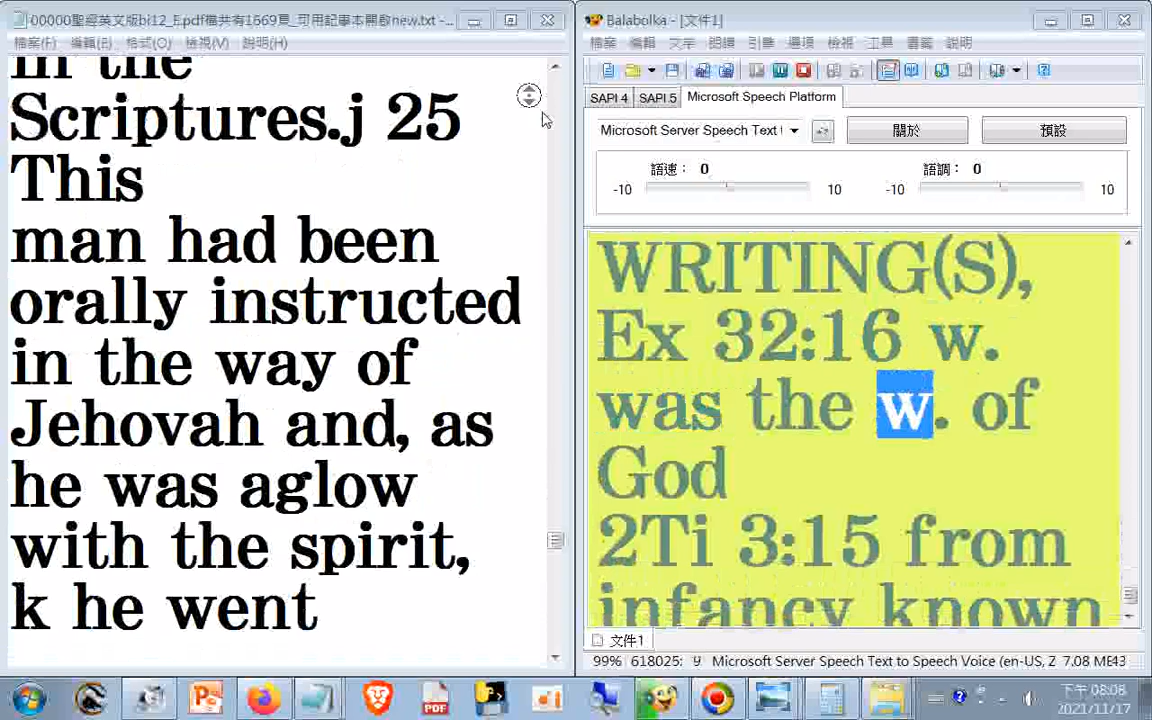 00000聖經英文版bi12_E.pdf檔共有1669頁_可用記事本開啟new.txt -...
檔案(F) 編輯(E) 格式(O) 檢視(V) 說明(H)
in the
Scriptures.j 25
This
man had been
orally instructed
in the way of
Jehovah and, as
he was aglow
with the spirit,
k he went
Balabolka - [文件1]
檔案 編輯 文字 朗讀 引擎 選項 檢視 工具 書籤 說明
SAPI 4 SAPI 5 Microsoft Speech Platform
Microsoft Server Speech Text 關於 預設
語速： 0 語調： 0
-10 10 -10 10
WRITING(S),
Ex 32:16 w.
was the w. of
God
2Ti 3:15 from
infancy known
文件1
99% 618025: Microsoft Server Speech Text to Speech Voice (en-US, Z 7.08 ME
PDF
下午 08:08
2021/11/17